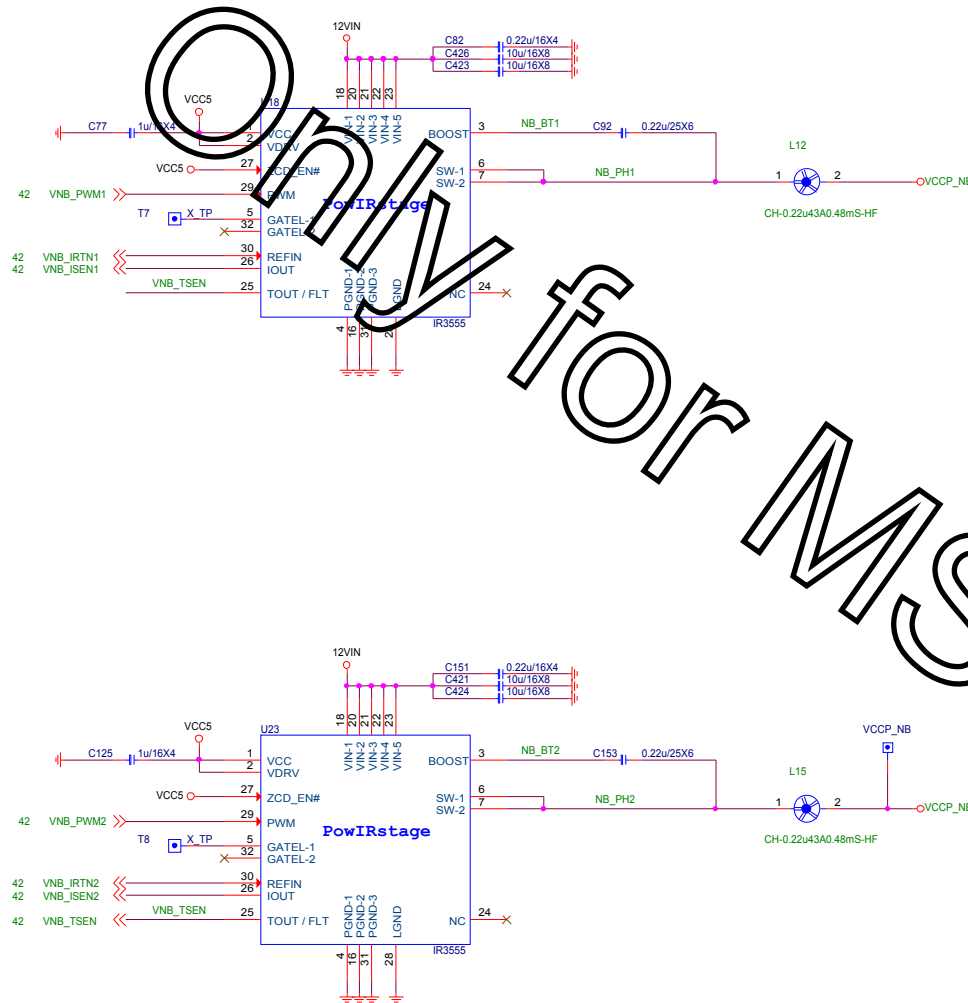 12VIN
C82 0.22u/16X4
C426 10u/16X8
C423 10u/16X8
18 20 21 22 23
VCC5
C77 1u/16X4
VIN-1 VIN-2 VIN-3 VIN-4 VIN-5
VCC
2 VDRV
BOOST 3 NB_BT1 C92 0.22u/25X6
L12
VCC5 27 ZCD_EN#
SW-1 6
SW-2 7 NB_PH1 1 2 VCCP_NB
42 VNB_PWM1 29 PWM
PowIRstage
CH-0.22u43A0.48mS-HF
T7 X_TP 5 GATEL-1
32 GATEL-2
42 VNB_IRTN1 30 REFIN
42 VNB_ISEN1 26 IOUT
VNB_TSEN 25 TOUT / FLT
NC 24
PGND-1 PGND-2 PGND-3 LGND
IR3555
4 16 31
Only for MS
12VIN
C151 0.22u/16X4
C421 10u/16X8
C424 10u/16X8
18 20 21 22 23
VCC5
U23
VCCP_NB
C125 1u/16X4 1 VCC
2 VDRV
VIN-1 VIN-2 VIN-3 VIN-4 VIN-5
BOOST 3 NB_BT2 C153 0.22u/25X6
L15
VCC5 27 ZCD_EN#
SW-1 6
SW-2 7 NB_PH2 1 2 VCCP_NB
42 VNB_PWM2 29 PWM
PowIRstage
CH-0.22u43A0.48mS-HF
T8 X_TP 5 GATEL-1
32 GATEL-2
42 VNB_IRTN2 30 REFIN
42 VNB_ISEN2 26 IOUT
42 VNB_TSEN VNB_TSEN 25 TOUT / FLT
NC 24
PGND-1 PGND-2 PGND-3 LGND
IR3555
4 16 31 28